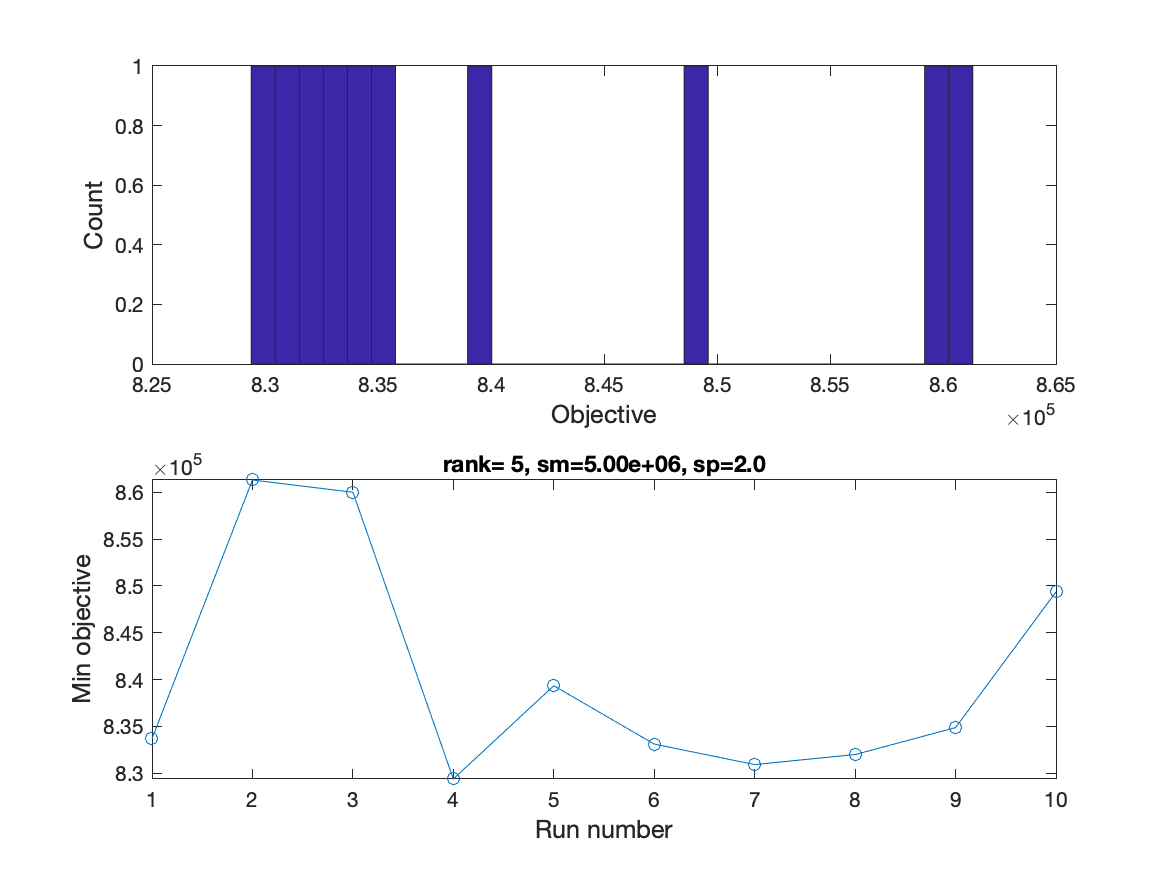 1
0.8
0.6
0.4
0.2
0
Count
8.25 8.3 8.35 8.4 8.45 8.5 8.55 8.6 8.65
Objective
×10^5
×10^5
rank= 5, sm=5.00e+06, sp=2.0
8.6
8.55
8.5
8.45
8.4
8.35
8.3
Min objective
1 2 3 4 5 6 7 8 9 10
Run number